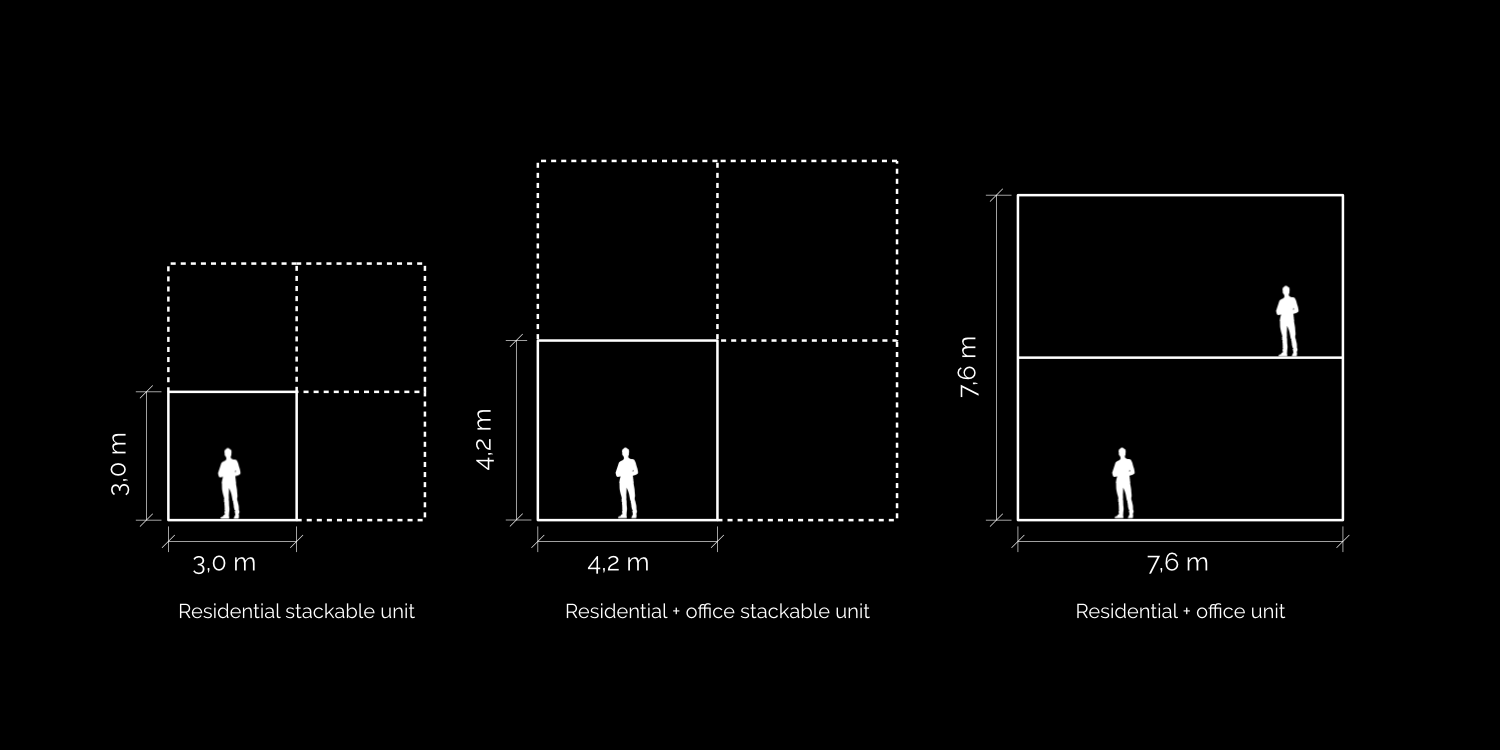 3,0 m
3,0 m
Residential stackable unit
4,2 m
4,2 m
Residential + office stackable unit
7,6 m
7,6 m
Residential + office unit